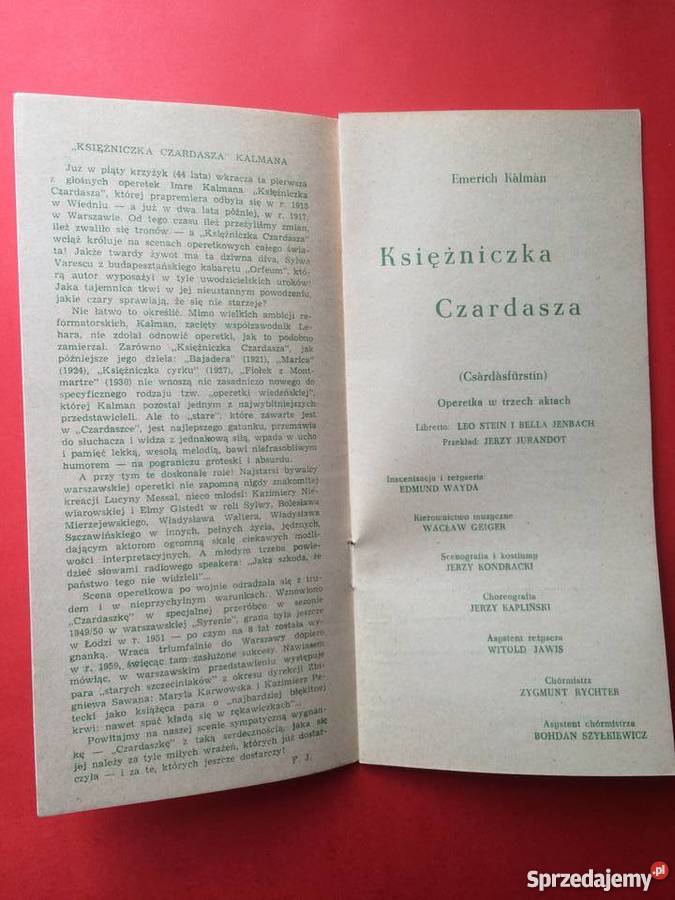 „KSIĘŻNICZKA CZARDASZA" KALMANA
Już w piąty krzyżyk (44 lata) wkracza ta pierwsza
z głośnych operetek Imre Kalmana „Księżniczka
Czardasza", której prapremiera odbyła się w r. 1915
w Wiedniu — a już w dwa lata później, w r. 1917,
w Warszawie. Od tego czasu ileż przeżyliśmy zmian,
ileż zwaliło się tronów — a „Księżniczka Czardasza"
wciąż króluje na scenach operetkowych całego świa-
ta! Jakże twardy żywot ma ta dziwna diva, Sylwa
Varescu z budapesztańskiego kabaretu „Orfeum", któ-
rą autor wyposażył w tyle uwodzicielskich uroków!
Jaka tajemnica tkwi w jej nieustannym powodzeniu,
jakie czary sprawiają, że się nie starzeje?
Nie łatwo to określić. Mimo wielkich ambicji re-
formatorskich, Kalman, zacięty współzawodnik Le-
hara, nie zdołał odnowić operetki, jak to podobno
zamierzał. Zarówno „Księżniczka Czardasza", jak
późniejsze jego dzieła: „Bajadera" (1921), „Marica"
(1924), „Księżniczka cyrku" (1927), „Fiołek z Mont-
martre" (1930) nie wnoszą nic zasadniczo nowego do
specyficznego rodzaju tzw. „operetki wiedeńskiej",
której Kalman pozostał jednym z najwybitniejszych
przedstawicieli. Ale to „stare", które zawarte jest
w „Czardaszce", jest najlepszego gatunku, przemawia
do słuchacza i widza z jednakową siłą, wpada w ucho
i pamięć lekką, wesołą melodią, bawi niefrasobliwym
humorem — na pograniczu groteski i absurdu.
A przy tym te doskonałe role! Najstarsi bywalcy
warszawskiej operetki nie zapomną nigdy znakomitej
kreacji Lucyny Messal, nieco młodsi: Kazimiery Nie-
wiarowskiej i Elny Gistedt w roli Sylwy, Bolesława
Mierzejewskiego, Władysława Waltera, Władysława
Szczawińskiego w innych, pełnych życia, jędrnych,
dającym aktorom ogromną skalę ciekawych możli-
wości interpretacyjnych. A młodym trzeba powie-
dzieć słowami radiowego speakera: „Jaka szkoda, że
państwo tego nie widzieli"...
Scena operetkowa po wojnie odradzała się z tru-
dem i w nieprzychylnym warunkach. Wznowiono
„Czardaszkę" w specjalnej przeróbce w sezonie
1949/50 w warszawskiej „Syrenie", grana była jeszcze
w Łodzi w r. 1951 — po czym na 8 lat została wy-
gnanką. Wraca triumfalnie do Warszawy dopiero
w r. 1959, święcąc tam zasłużone sukcesy. Nawiasem
mówiąc, w warszawskim przedstawieniu występuje
para „starych szczeciniaków" z okresu dyrekcji Zbi-
gniewa Sawana: Maryla Karwowska i Kazimierz Pe-
tecki jako książęca para o „najbardziej błękitnej
krwi: nawet spać kładą się w rękawiczkach"...
Powitajmy na naszej scenie sympatyczną wygnan-
kę — „Czardaszkę" z taką serdecznością, jaka się
jej należy za tyle miłych wrażeń, których już dostar-
czyła — i za te, których jeszcze dostarczy!
F. J.
Emerich Kàlmàn
Księżniczka
Czardasza
(Csàrdàsfürstin)
Operetka w trzech aktach
Libretto: LEO STEIN I BELLA JENBACH
Przekład: JERZY JURANDOT
Inscenizacja i reżyseria
EDMUND WAYDA
Kierownictwo muzyczne
WACŁAW GEIGER
Scenografia i kostiumy
JERZY KONDRACKI
Choreografia
JERZY KAPLIŃSKI
Asystent reżysera
WITOLD JAWIS
Chórmistrz
ZYGMUNT RYCHTER
Asystent chórmistrza
BOHDAN SZYŁKIEWICZ
Sprzedajemy.pl